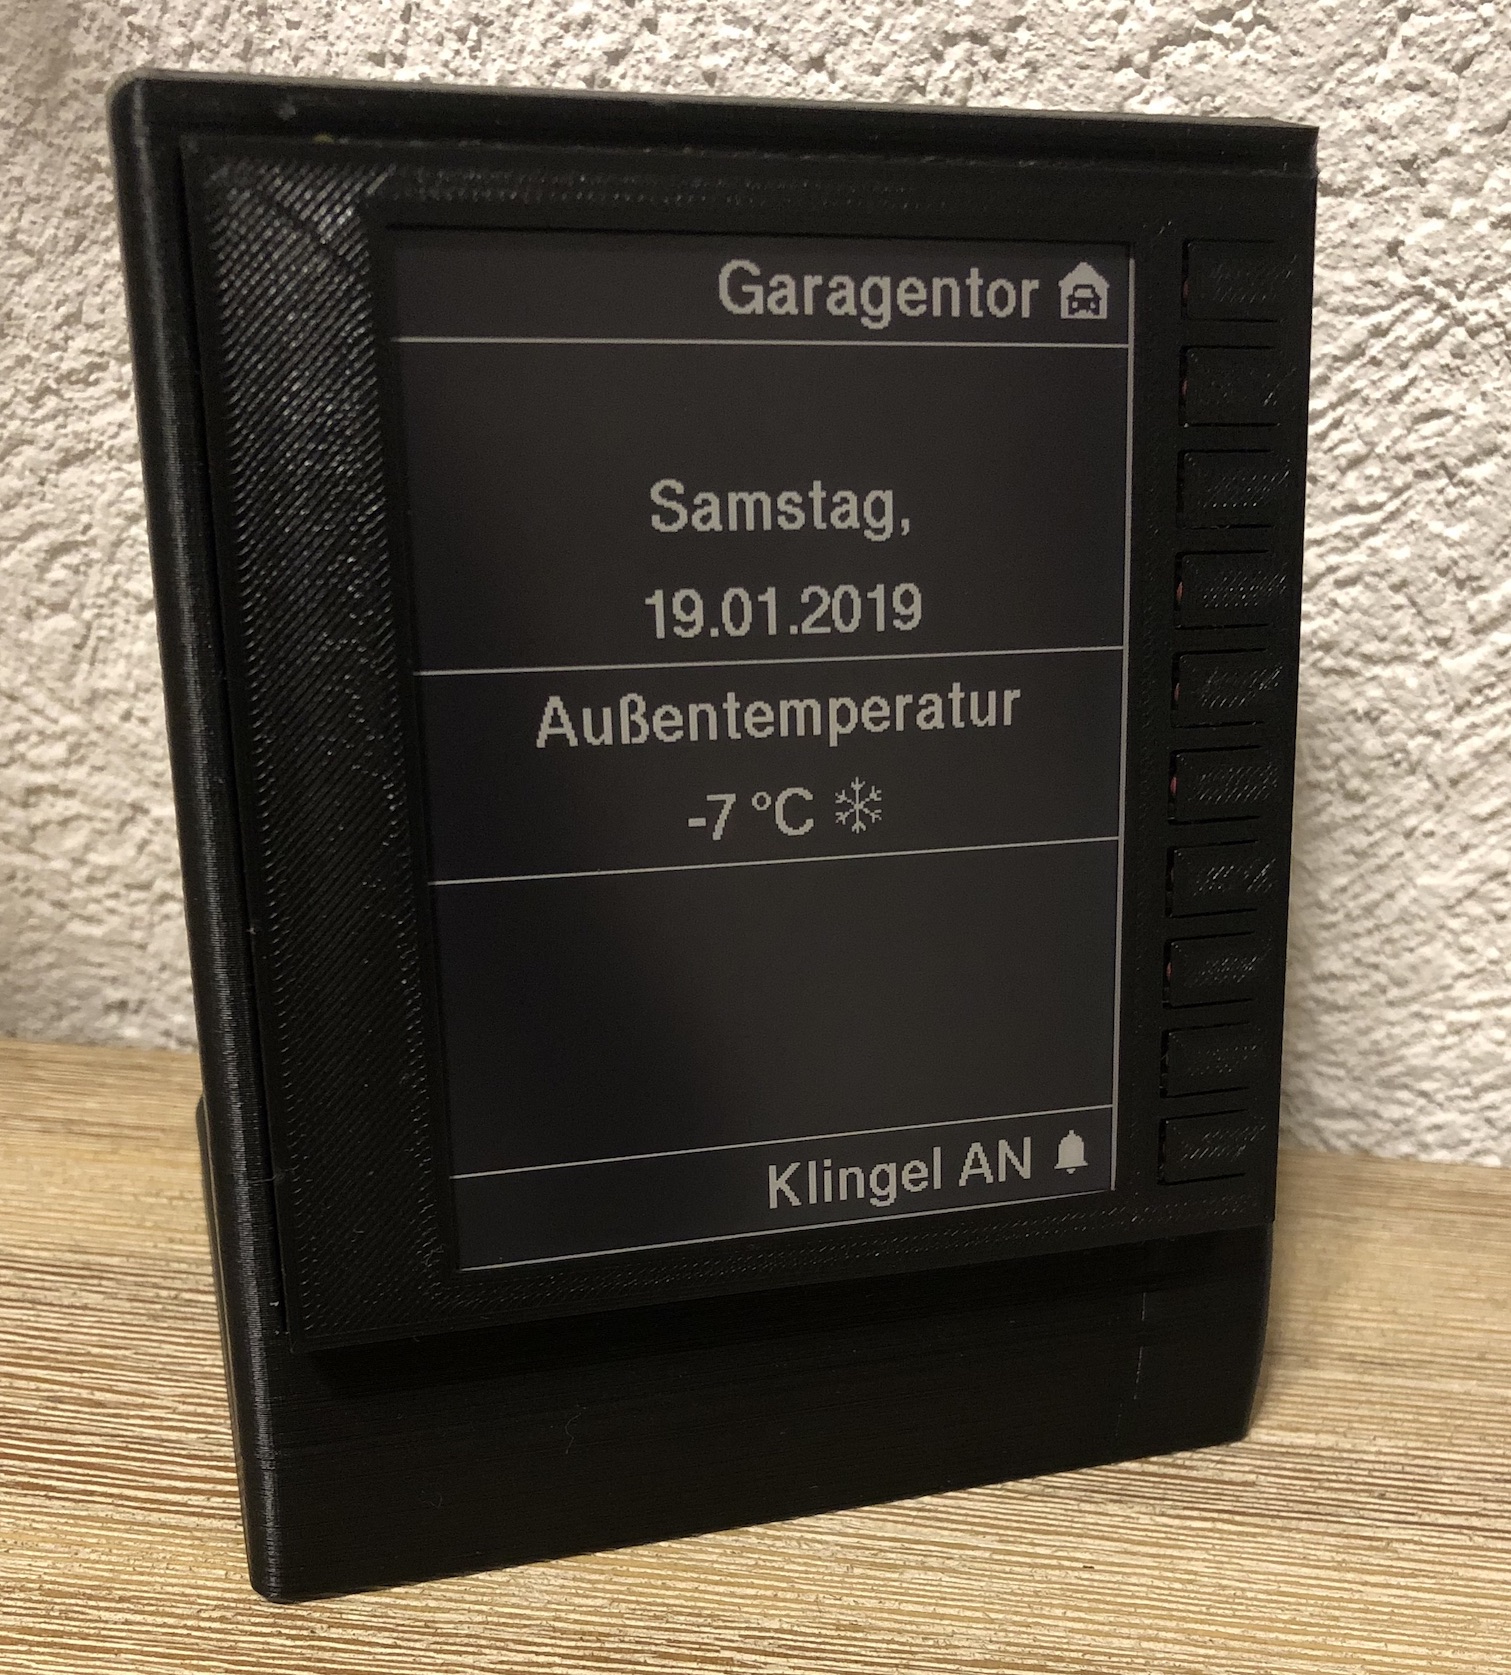 Garagentor
Samstag,
19.01.2019
Außentemperatur
-7 °C
Klingel AN